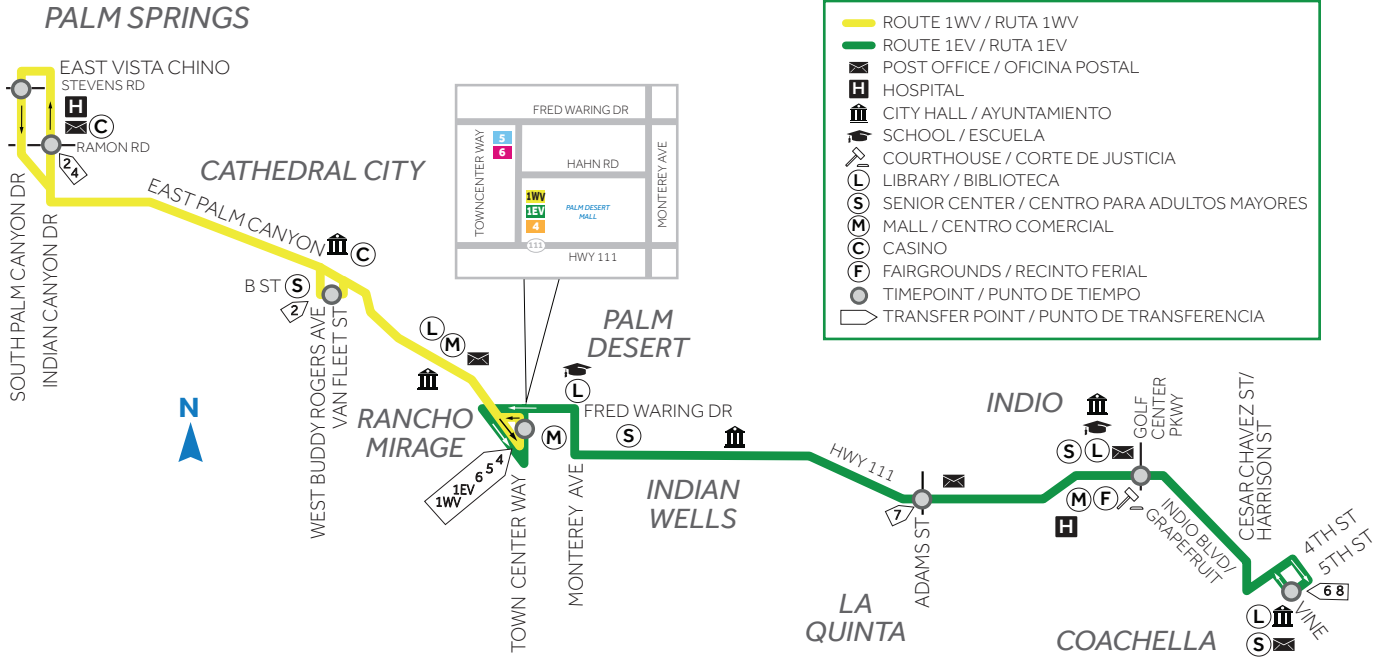 PALM SPRINGS
EAST VISTA CHINO
STEVENS RD
H
C
RAMON RD
2
4
SOUTH PALM CANYON DR
INDIAN CANYON DR
CATHEDRAL CITY
EAST PALM CANYON
C
B ST S
2
WEST BUDDY ROGERS AVE
VAN FLEET ST
N
L
M
RANCHO
MIRAGE
1WV
1EV
6 5 4
FRED WARING DR
TOWNCENTER WAY
5
6
HAHN RD
MONTEREY AVE
1WV
1EV
4
PALM DESERT
MALL
111
HWY 111
PALM
DESERT
L
FRED WARING DR
M
TOWN CENTER WAY
MONTEREY AVE
S
INDIAN
WELLS
HWY 111
7
ADAMS ST
LA
QUINTA
INDIO
S L
M F
H
GOLF
CENTER
PKWY
INDIO BLVD/
GRAPEFRUIT
CESAR CHAVEZ ST/
HARRISON ST
4TH ST
5TH ST
6 8
VINE
L
S
COACHELLA
ROUTE 1WV / RUTA 1WV
ROUTE 1EV / RUTA 1EV
POST OFFICE / OFICINA POSTAL
H HOSPITAL
CITY HALL / AYUNTAMIENTO
SCHOOL / ESCUELA
COURTHOUSE / CORTE DE JUSTICIA
L LIBRARY / BIBLIOTECA
S SENIOR CENTER / CENTRO PARA ADULTOS MAYORES
M MALL / CENTRO COMERCIAL
C CASINO
F FAIRGROUNDS / RECINTO FERIAL
TIMEPOINT / PUNTO DE TIEMPO
TRANSFER POINT / PUNTO DE TRANSFERENCIA